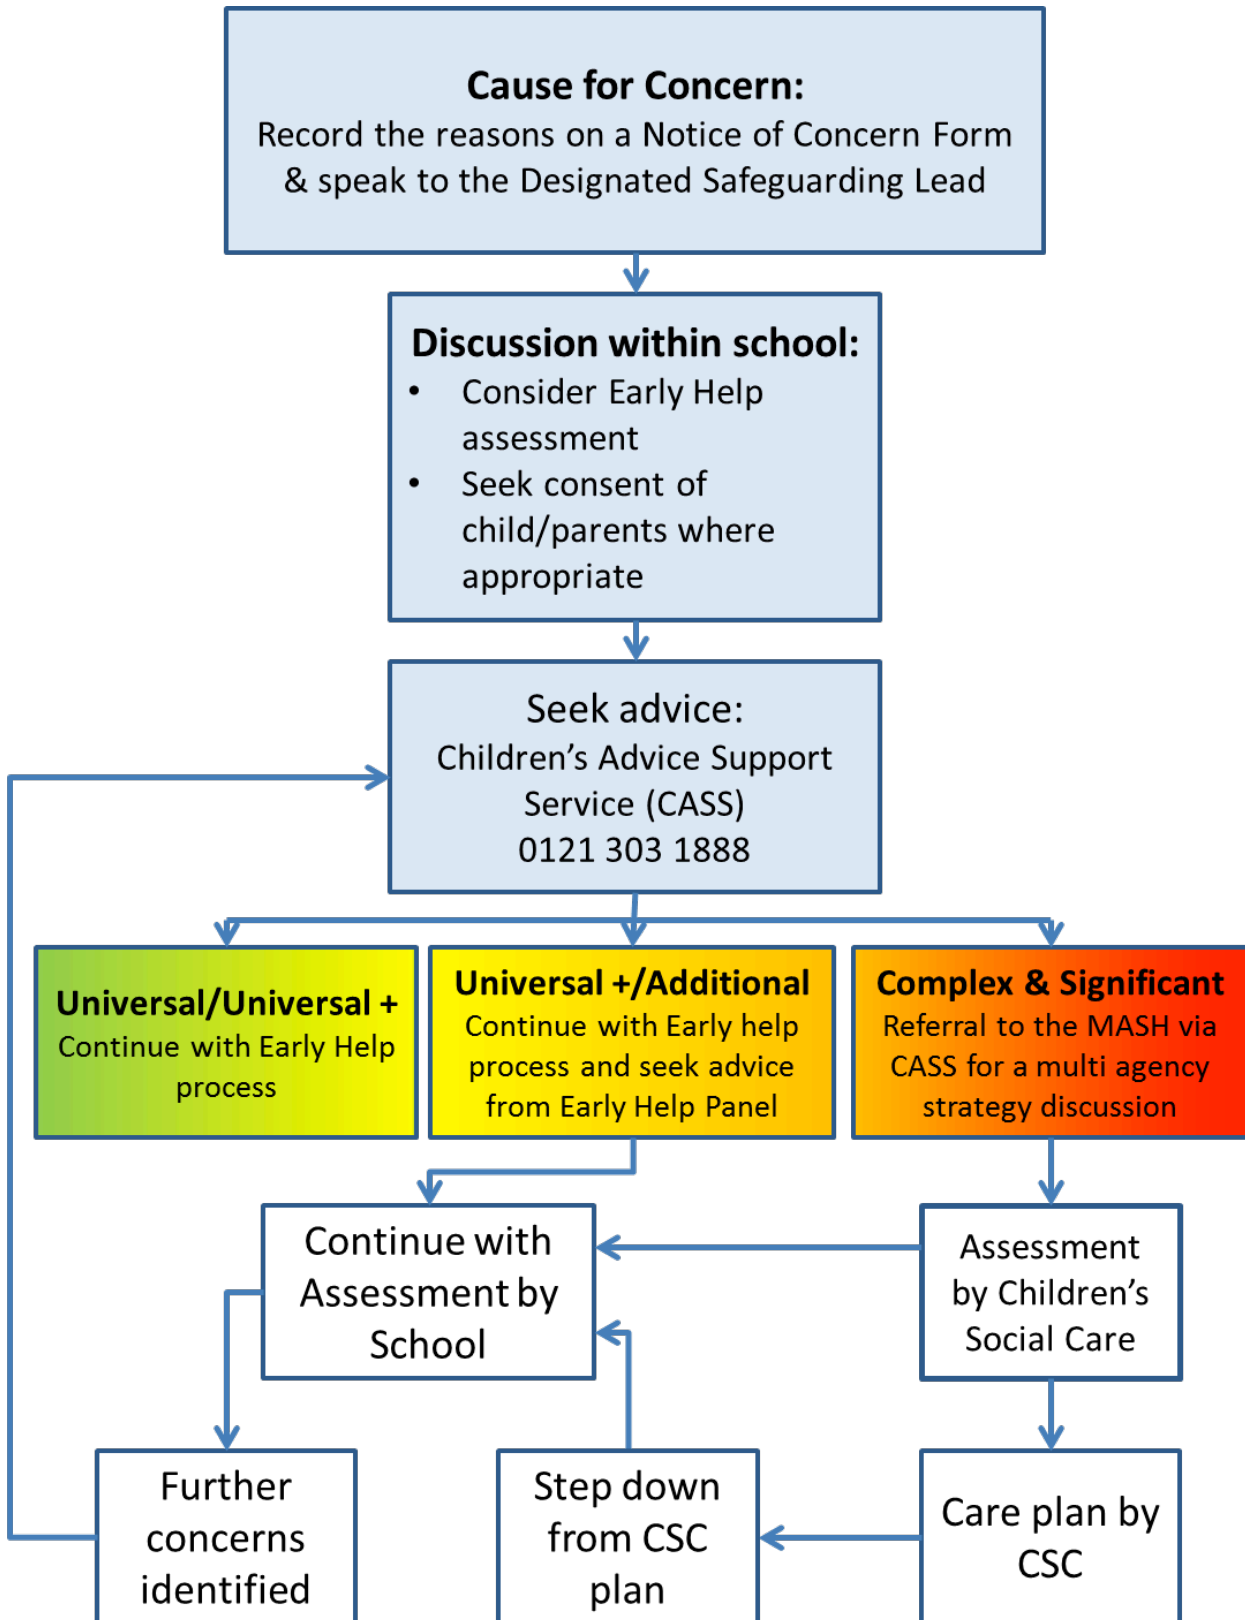 Cause for Concern:
Record the reasons on a Notice of Concern Form
& speak to the Designated Safeguarding Lead
Discussion within school:
• Consider Early Help
assessment
• Seek consent of
child/parents where
appropriate
Seek advice:
Children’s Advice Support
Service (CASS)
0121 303 1888
Universal/Universal +
Continue with Early Help
process
Universal +/Additional
Continue with Early help
process and seek advice
from Early Help Panel
Complex & Significant
Referral to the MASH via
CASS for a multi agency
strategy discussion
Continue with
Assessment by
School
Assessment
by Children’s
Social Care
Further
concerns
identified
Step down
from CSC
plan
Care plan by
CSC